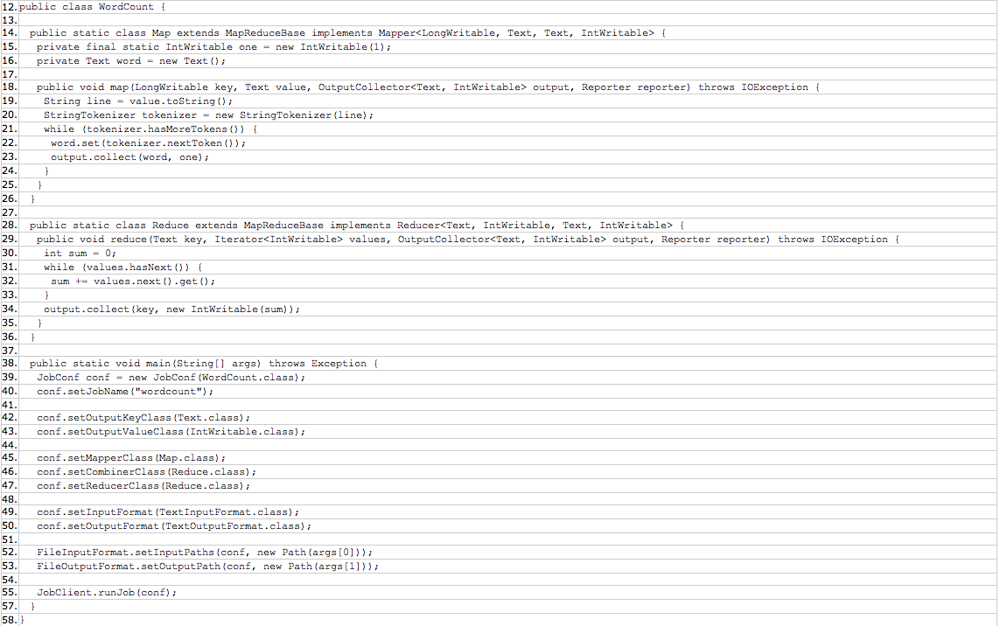 12. public class WordCount {
13.
14. public static class Map extends MapReduceBase implements Mapper<LongWritable, Text, Text, IntWritable> {
15. private final static IntWritable one = new IntWritable(1);
16. private Text word = new Text();
17.
18. public void map(LongWritable key, Text value, OutputCollector<Text, IntWritable> output, Reporter reporter) throws IOException {
19. String line = value.toString();
20. StringTokenizer tokenizer = new StringTokenizer(line);
21. while (tokenizer.hasMoreTokens()) {
22. word.set(tokenizer.nextToken());
23. output.collect(word, one);
24. }
25. }
26. }
27.
28. public static class Reduce extends MapReduceBase implements Reducer<Text, IntWritable, Text, IntWritable> {
29. public void reduce(Text key, Iterator<IntWritable> values, OutputCollector<Text, IntWritable> output, Reporter reporter) throws IOException {
30. int sum = 0;
31. while (values.hasNext()) {
32. sum += values.next().get();
33. }
34. output.collect(key, new IntWritable(sum));
35. }
36. }
37.
38. public static void main(String[] args) throws Exception {
39. JobConf conf = new JobConf(WordCount.class);
40. conf.setJobName("wordcount");
41.
42. conf.setOutputKeyClass(Text.class);
43. conf.setOutputValueClass(IntWritable.class);
44.
45. conf.setMapperClass(Map.class);
46. conf.setCombinerClass(Reduce.class);
47. conf.setReducerClass(Reduce.class);
48.
49. conf.setInputFormat(TextInputFormat.class);
50. conf.setOutputFormat(TextOutputFormat.class);
51.
52. FileInputFormat.setInputPaths(conf, new Path(args[0]));
53. FileOutputFormat.setOutputPath(conf, new Path(args[1]));
54.
55. JobClient.runJob(conf);
57. }
58. }